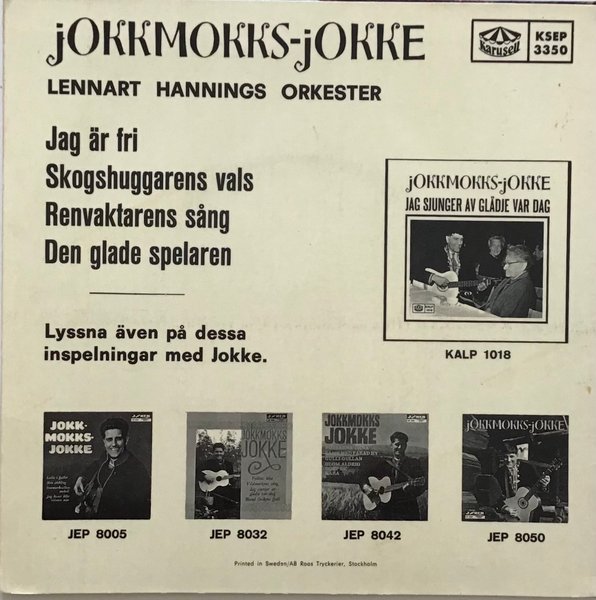 jOKKMOKKS-jOKKE
Karusell
KSEP
3350
LENNART HANNINGS ORKESTER
Jag är fri
Skogshuggarens vals
Renvaktarens sång
Den glade spelaren
jOKKMOKKS-jOKKE
JAG SJUNGER AV GLÄDJE VAR DAG
KALP 1018
Lyssna även på dessa
inspelningar med Jokke.
JOKK-
MOKKS-
JOKKE
JOKKMOKKS
JOKKE
JOKKMOKKS
JOKKE
GULLI-GULLAN
jOKKMOKKS-jOKKE
JEP 8005
JEP 8032
JEP 8042
JEP 8050
Printed in Sweden/AB Roos Tryckerier, Stockholm